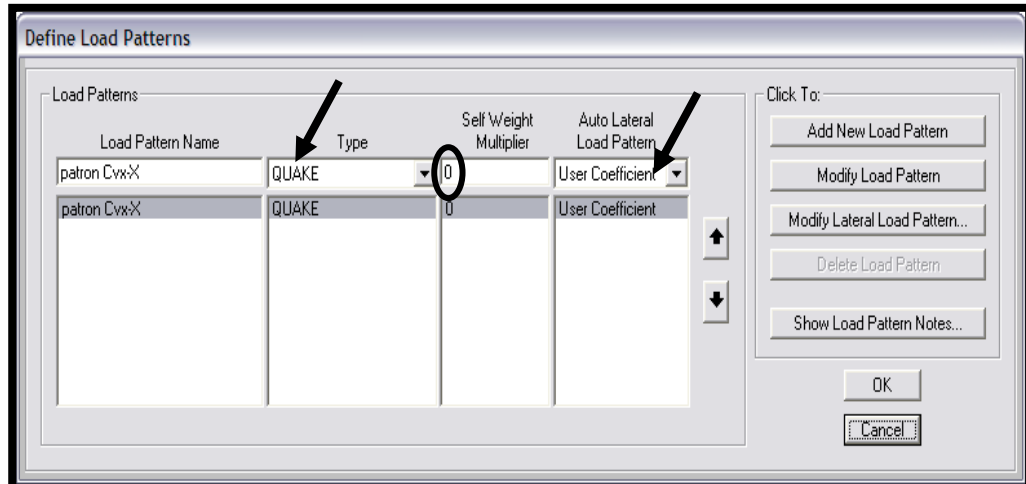 Define Load Patterns
Load Patterns
Load Pattern Name
Type
Self Weight
Multiplier
Auto Lateral
Load Pattern
patron Cvx-X
QUAKE
0
User Coefficient
patron Cvx-X
QUAKE
0
User Coefficient
Click To:
Add New Load Pattern
Modify Load Pattern
Modify Lateral Load Pattern...
Delete Load Pattern
Show Load Pattern Notes...
OK
Cancel